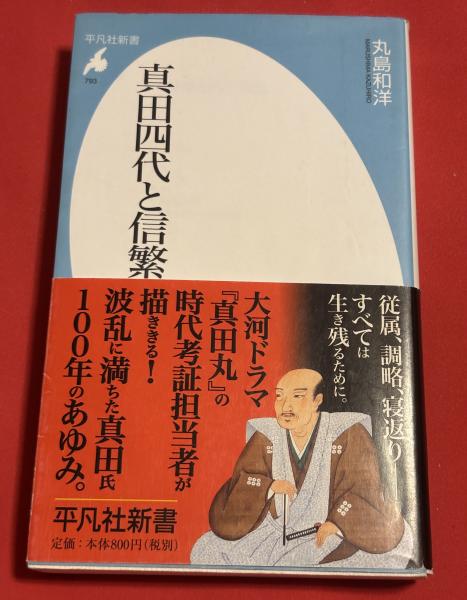 平凡社新書
793
丸島和洋
MARUSHIMA KAZUHIRO
真田四代と信繁
従属、調略、寝返り
すべては
生き残るために。
大河ドラマ
『真田丸』の
時代考証担当者が
描ききる!
波乱に満ちた真田氏
100年のあゆみ。
平凡社新書
定価:本体800円(税別)